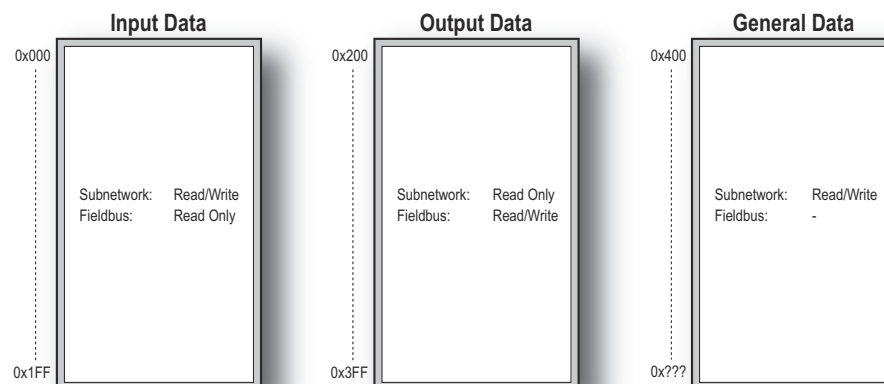 Input Data
0x000
Subnetwork: Read/Write
Fieldbus: Read Only
0x1FF
Output Data
0x200
Subnetwork: Read Only
Fieldbus: Read/Write
0x3FF
General Data
0x400
Subnetwork: Read/Write
Fieldbus: -
0x???